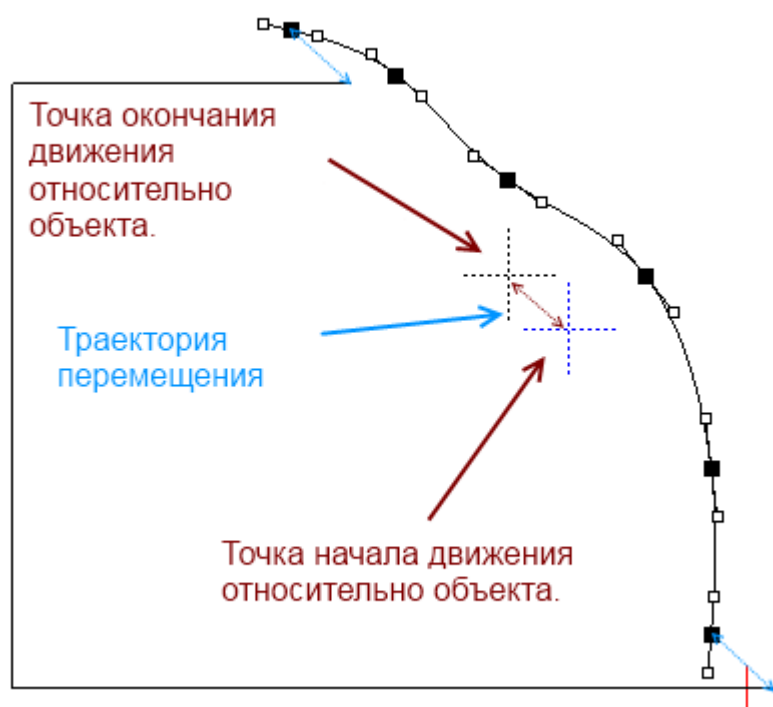 Точка окончания
движения
относительно
объекта.
Траектория
перемещения
Точка начала движения
относительно объекта.